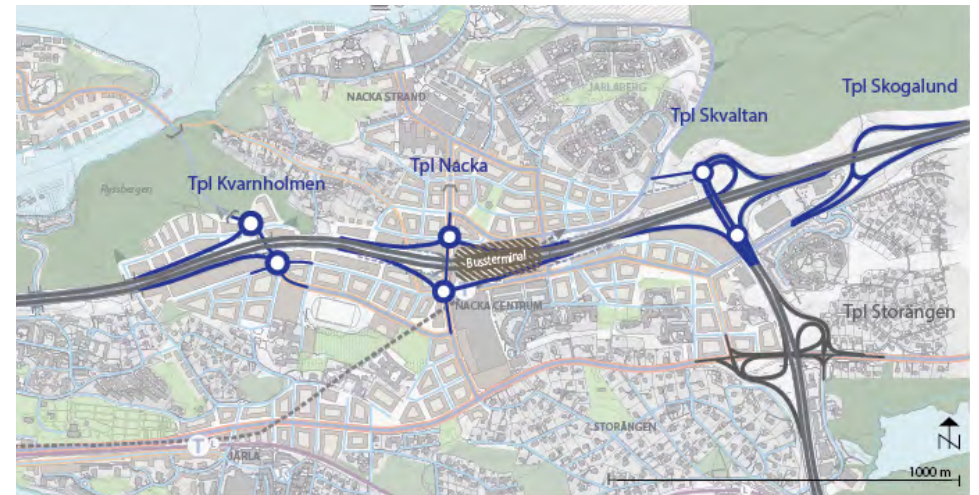 NACKA STRAND
JARLABERG
Tpl Skogalund
Tpl Skvaltan
Tpl Nacka
Ryssbergen
Tpl Kvarnholmen
Bussterminal
NACKA CENTRUM
Tpl Storängen
STORÄNGEN
T
JÄRLA
N
1000 m